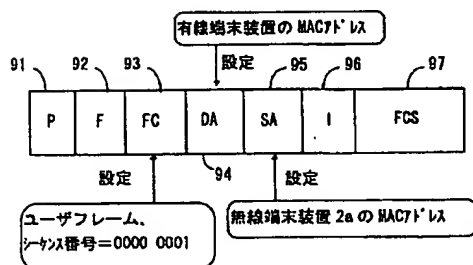 有線端末装置の MACアドレス
91 92 93 設定 95 96 97
P F FC DA SA I FCS
設定 94 設定
ユーザフレーム、
シーケンス番号=0000 0001
無線端末装置 2a の MACアドレス